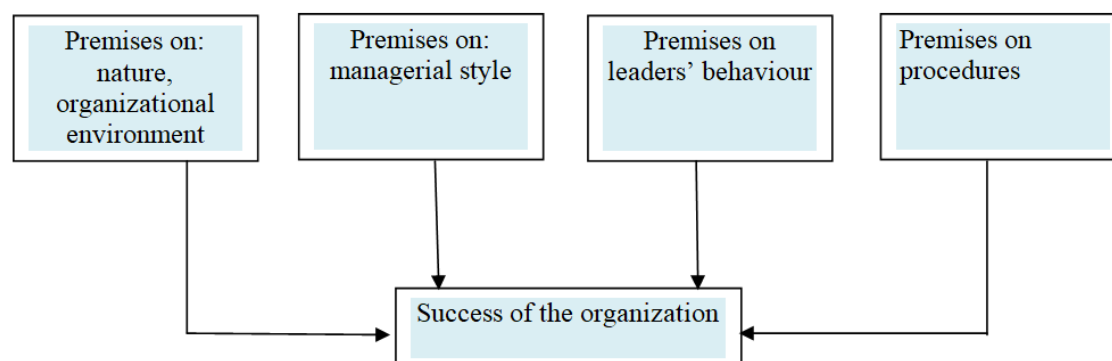 Premises on:
nature,
organizational
environment
Premises on:
managerial style
Premises on
leaders’ behaviour
Premises on
procedures
Success of the organization